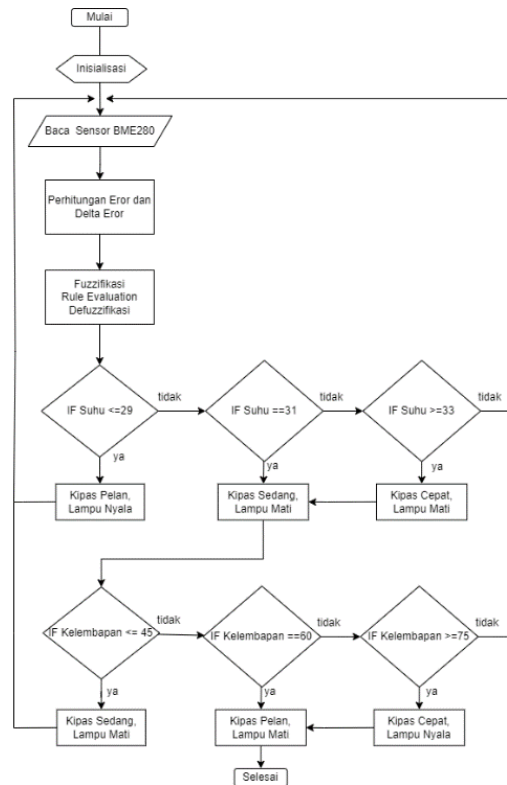 Mulai
Inisialisasi
Baca Sensor BME280
Perhitungan Eror dan
Delta Eror
Fuzzifikasi
Rule Evaluation
Defuzzifikasi
IF Suhu <=29
tidak
IF Suhu ==31
tidak
IF Suhu >=33
tidak
ya
ya
ya
Kipas Pelan,
Lampu Nyala
Kipas Sedang,
Lampu Mati
Kipas Cepat,
Lampu Mati
IF Kelembapan <= 45
tidak
IF Kelembapan ==60
tidak
IF Kelembapan >=75
tidak
ya
ya
ya
Kipas Sedang,
Lampu Mati
Kipas Pelan,
Lampu Mati
Kipas Cepat,
Lampu Nyala
Selesai